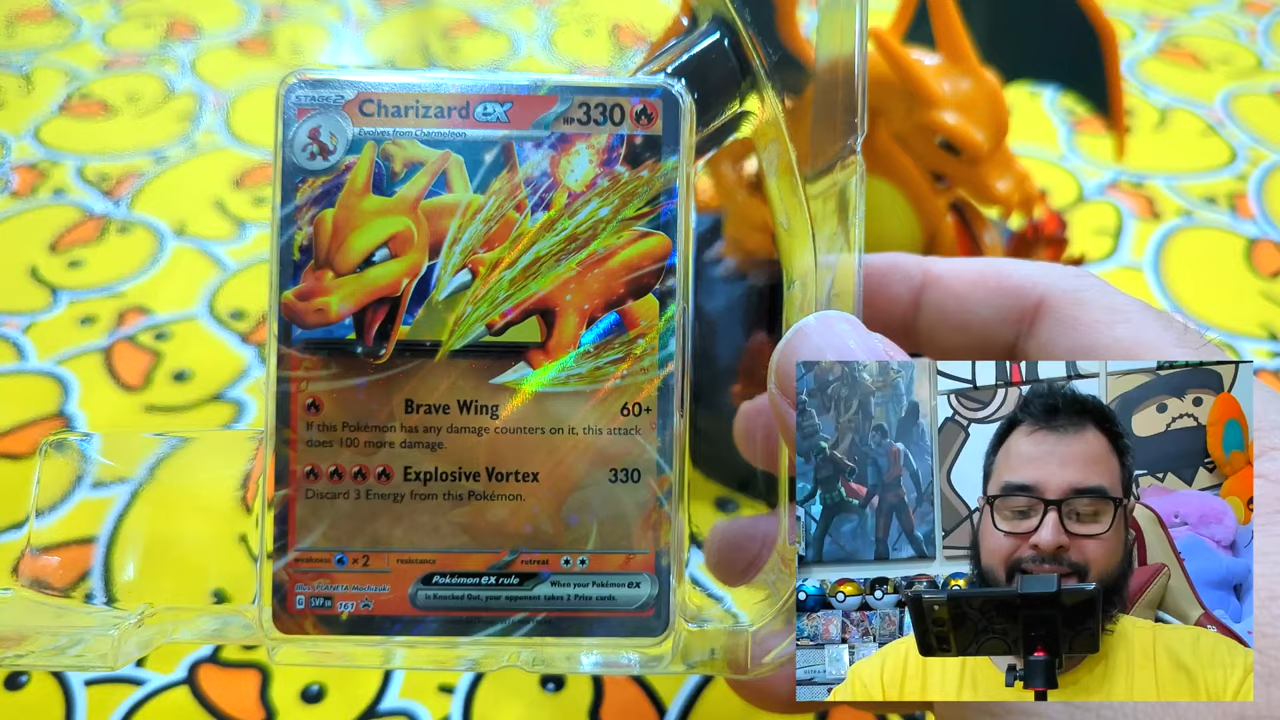 STAGE2 Charizard ex HP 330
Evolves from Charmeleon
Brave Wing 60+
If this Pokémon has any damage counters on it, this attack
does 100 more damage.
Explosive Vortex 330
Discard 3 Energy from this Pokémon.
weakness ×2 resistance retreat
Illus. PLANETA Mochizuki
Pokémon ex rule When your Pokémon ex
is Knocked Out, your opponent takes 2 Prize cards.
G SVP EN 161